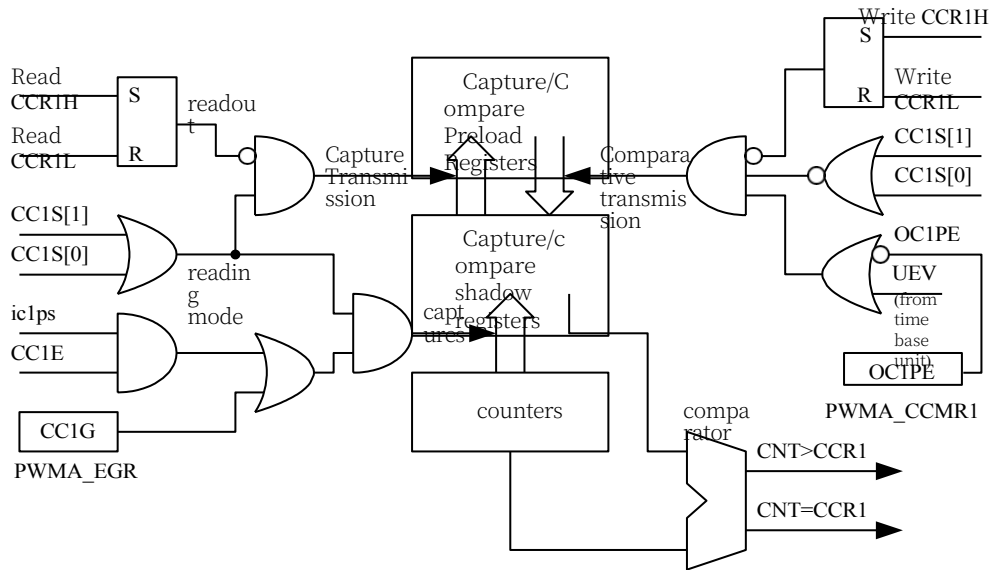 Write CCR1H
S
R
Write
CCR1L
Read
CCR1H
Read
CCR1L
S
R
readou
t
Capture/C
ompare
Preload
Registers
Capture
Transmi-
ssion
Compara
tive
transmis
sion
CC1S[1]
CC1S[0]
CC1S[1]
CC1S[0]
readin
g
mode
Capture/c
ompare
shadow
registers
OC1PE
UEV
(from
time
base
unit)
OC1PE
PWMA_CCMR1
ic1ps
CC1E
capt
ures
CC1G
PWMA_EGR
counters
compa
rator
CNT>CCR1
CNT=CCR1